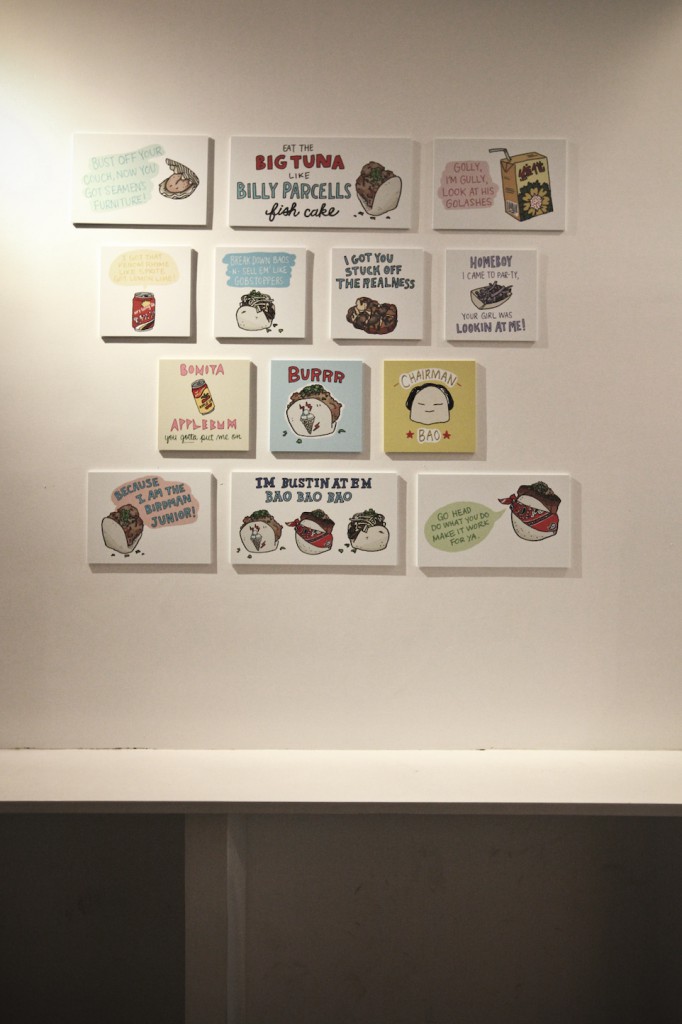 BUST OFF YOUR
COUCH, NOW YOU
GOT SEAMENS
FURNITURE!
EAT THE
BIG TUNA
LIKE
BILLY PARCELLS
fish cake
GOLLY,
I'M GULLY,
LOOK AT HIS
GOLASHES
BREAK DOWN BAOS
N- SELL EM' LIKE
GOBSTOPPERS
I GOT YOU
STUCK OFF
THE REALNESS
HOMEBOY
I CAME TO PAR-TY,
YOUR GIRL WAS
LOOKIN AT ME!
BONITA
APPLEBUM
you gotta put me on
BURRR
CHAIRMAN
BAO
BECAUSE
I AM THE
BIRDMAN
JUNIOR!
IM BUSTIN AT EM
BAO BAO BAO
GO HEAD
DO WHAT YOU DO
MAKE IT WORK
FOR YA.